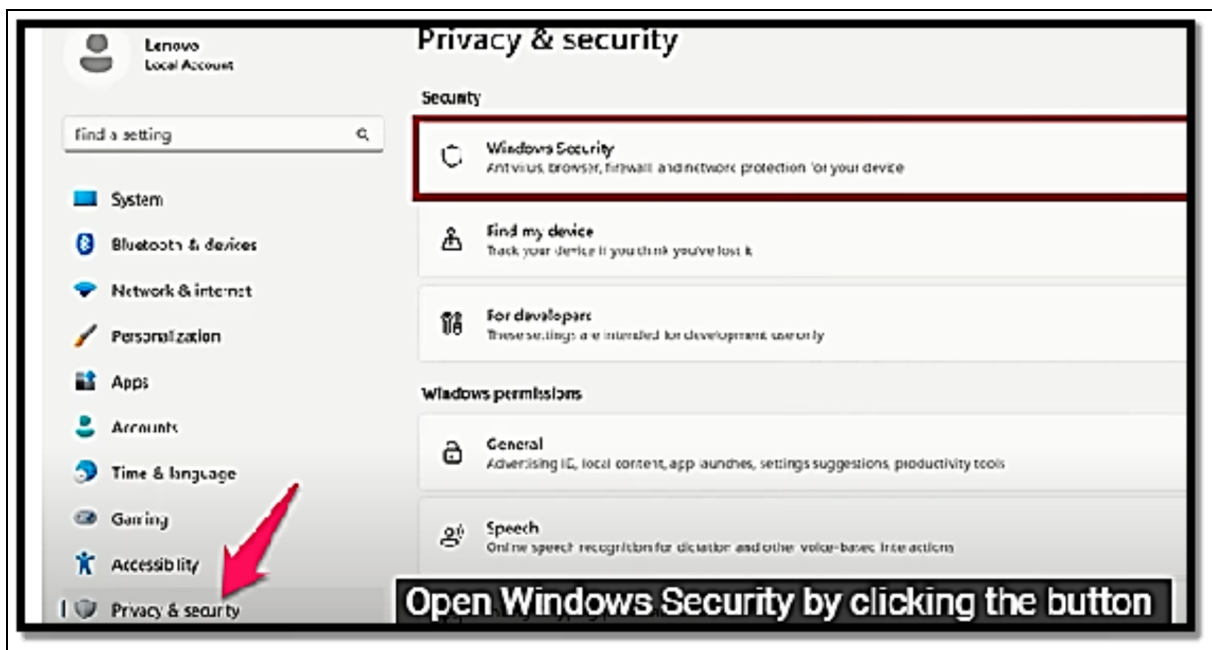 Lenovo
Local Account
Find a setting
System
Bluetooth & devices
Network & internet
Personalization
Apps
Accounts
Time & language
Gaming
Accessibility
Privacy & security
Privacy & security
Security
Windows Security
Antivirus, browser, firewall, and network protection for your device
Find my device
Track your device if you think you've lost it
For developers
These settings are intended for development use only
Windows permissions
General
Advertising ID, local content, app launches, settings suggestions, productivity tools
Speech
Online speech recognition for dictation and other voice-based interactions
Open Windows Security by clicking the button